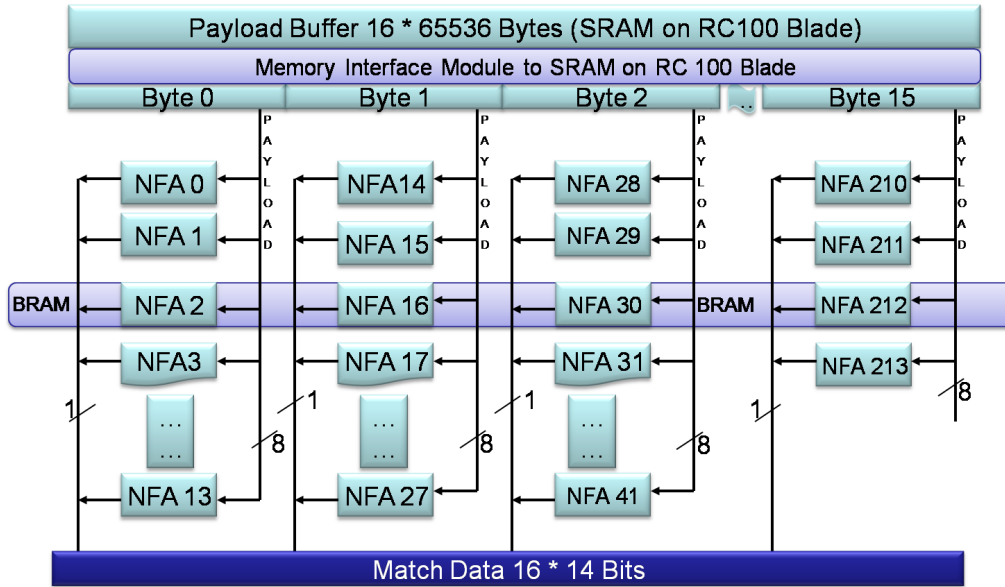 Payload Buffer 16 * 65536 Bytes (SRAM on RC100 Blade)
Memory Interface Module to SRAM on RC 100 Blade
Byte 0
Byte 1
Byte 2
..
Byte 15
PAYLOAD
PAYLOAD
PAYLOAD
PAYLOAD
NFA 0
NFA14
NFA 28
NFA 210
NFA 1
NFA 15
NFA 29
NFA 211
BRAM
NFA 2
NFA 16
NFA 30
BRAM
NFA 212
NFA3
NFA 17
NFA 31
NFA 213
1
1
1
1
8
8
8
8
...
...
...
...
...
...
NFA 13
NFA 27
NFA 41
Match Data 16 * 14 Bits